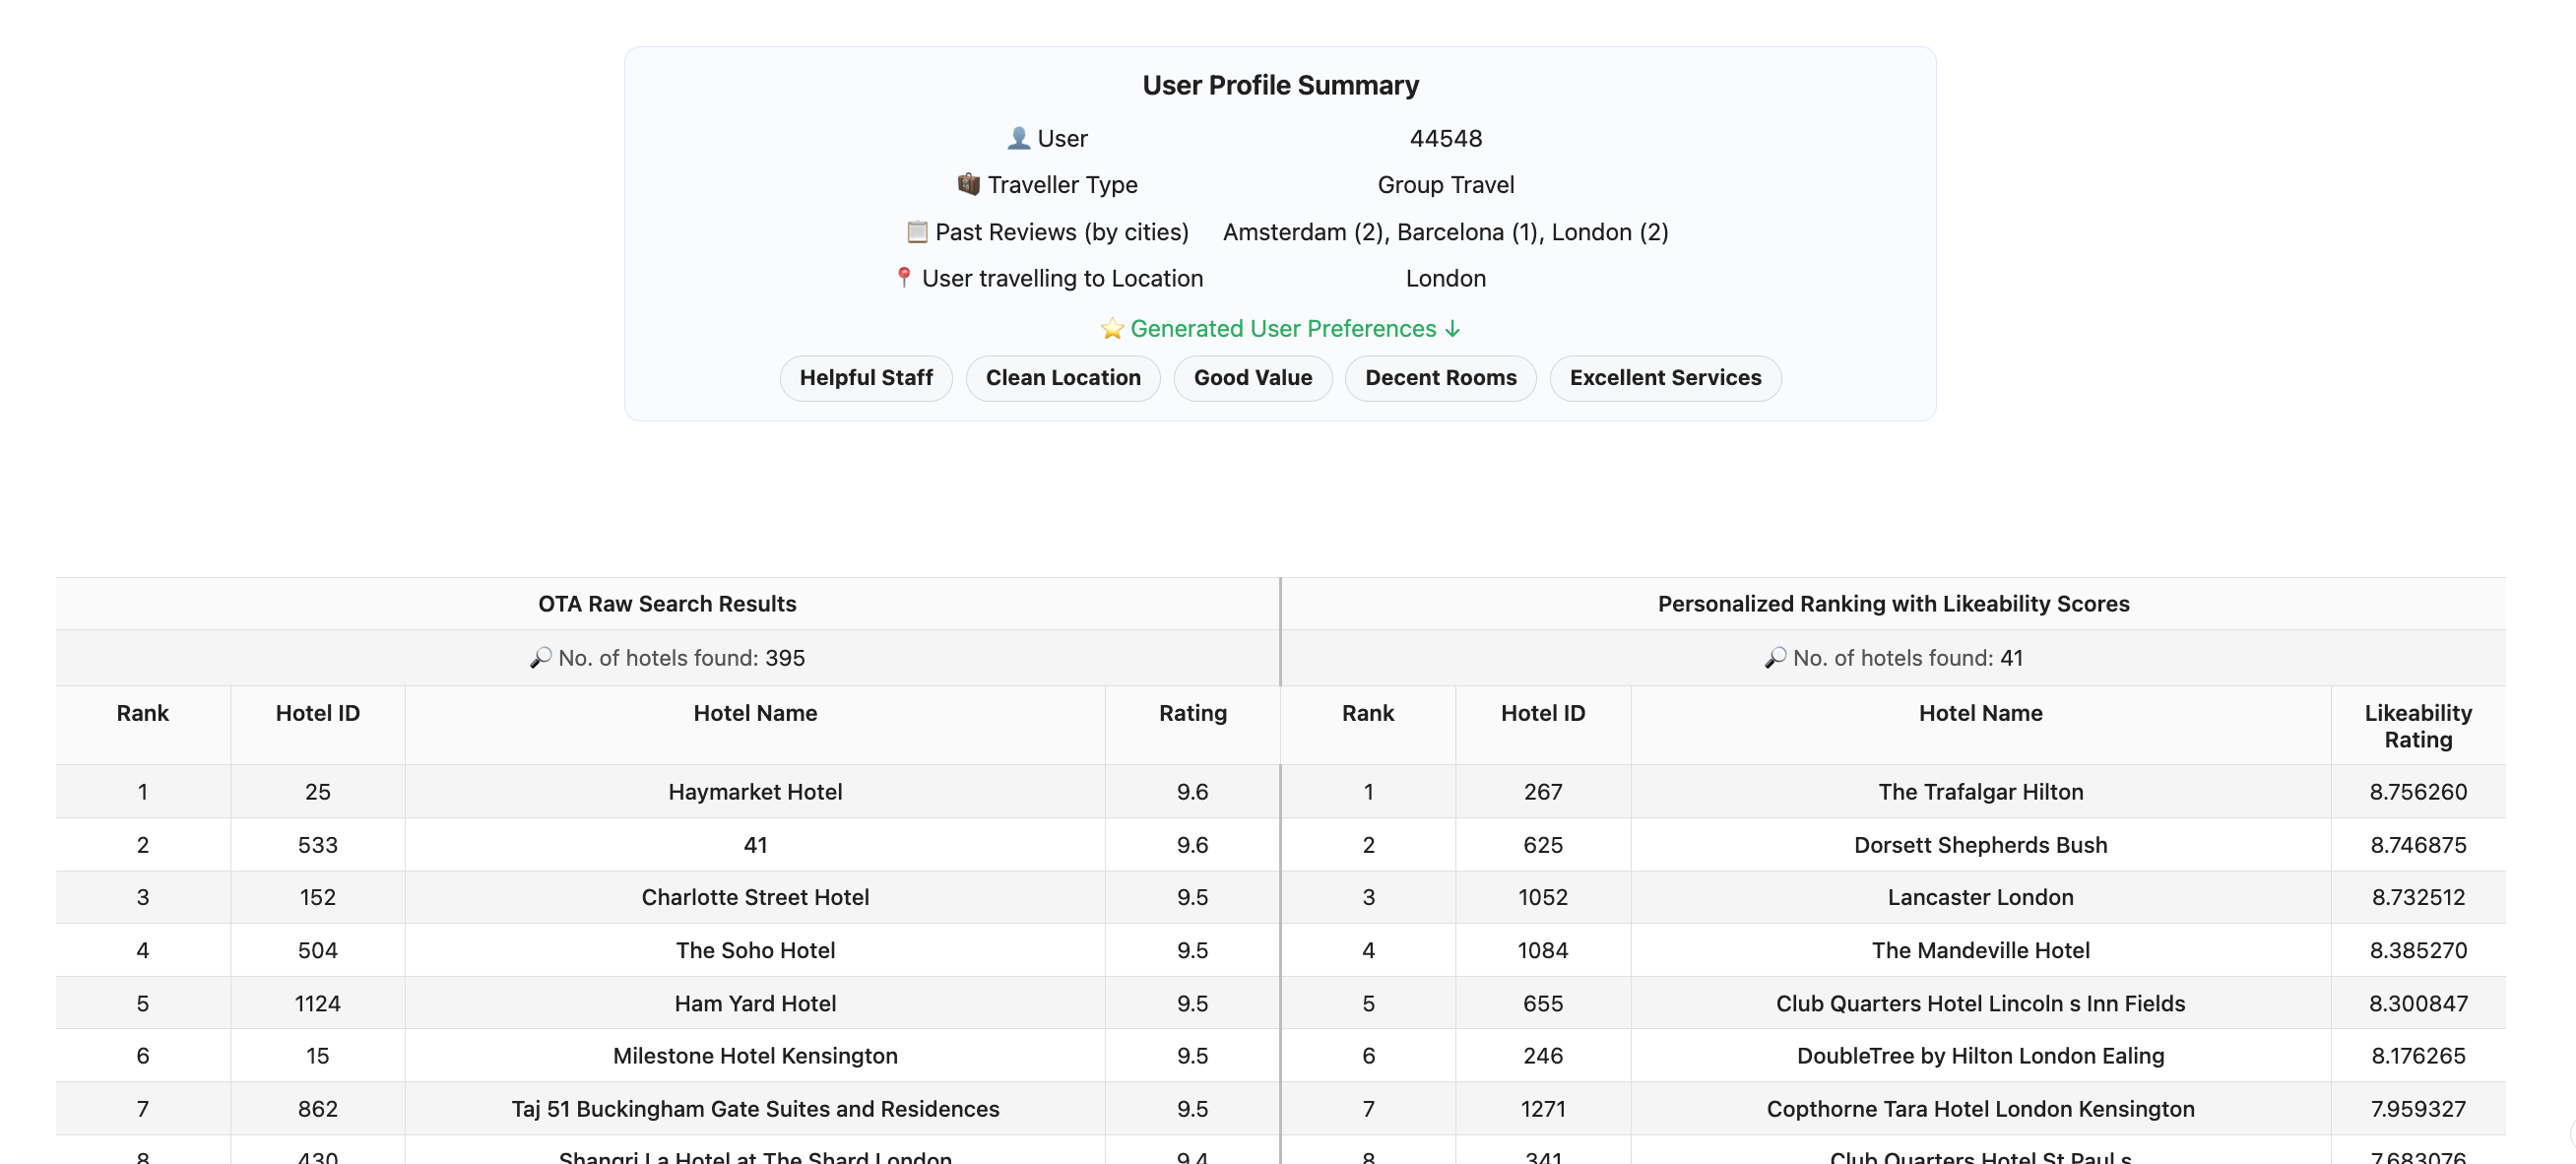 User Profile Summary
👤 User 44548
🧳 Traveller Type Group Travel
📋 Past Reviews (by cities) Amsterdam (2), Barcelona (1), London (2)
📍 User travelling to Location London
⭐ Generated User Preferences ↓
Helpful Staff Clean Location Good Value Decent Rooms Excellent Services
OTA Raw Search Results Personalized Ranking with Likeability Scores
🔎 No. of hotels found: 395 🔎 No. of hotels found: 41
Rank Hotel ID Hotel Name Rating Rank Hotel ID Hotel Name Likeability Rating
1 25 Haymarket Hotel 9.6 1 267 The Trafalgar Hilton 8.756260
2 533 41 9.6 2 625 Dorsett Shepherds Bush 8.746875
3 152 Charlotte Street Hotel 9.5 3 1052 Lancaster London 8.732512
4 504 The Soho Hotel 9.5 4 1084 The Mandeville Hotel 8.385270
5 1124 Ham Yard Hotel 9.5 5 655 Club Quarters Hotel Lincoln s Inn Fields 8.300847
6 15 Milestone Hotel Kensington 9.5 6 246 DoubleTree by Hilton London Ealing 8.176265
7 862 Taj 51 Buckingham Gate Suites and Residences 9.5 7 1271 Copthorne Tara Hotel London Kensington 7.959327
8 430 Shangri La Hotel at The Shard London 9.4 8 341 Club Quarters Hotel St Paul s 7.683076